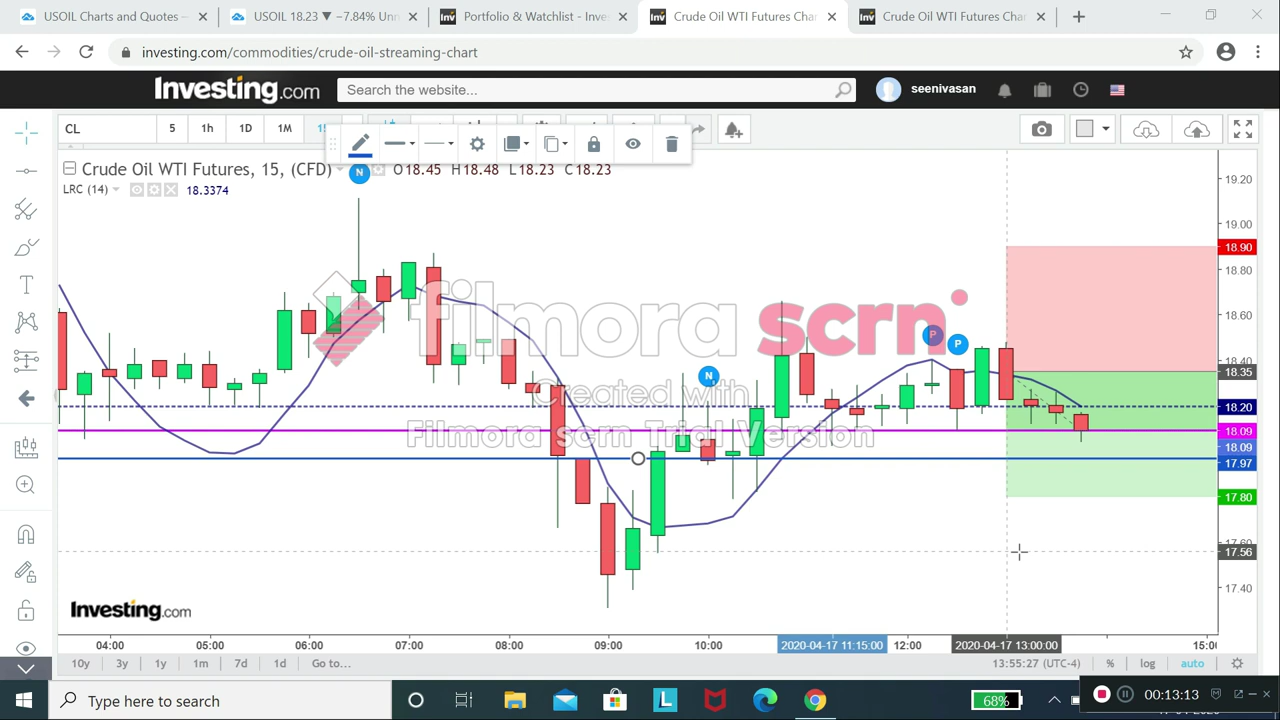 USOIL Charts and Quotes –
USOIL 18.23 ▼ −7.84% Unn
Portfolio & Watchlist - Inve
Crude Oil WTI Futures Cha
Crude Oil WTI Futures Cha
investing.com/commodities/crude-oil-streaming-chart
Investing.com
Search the website...
seenivasan
CL
5
1h
1D
1M
Crude Oil WTI Futures, 15, (CFD)
O18.45 H18.48 L18.23 C18.23
LRC (14)
18.3374
N
N
P
P
filmora scrn
Created with
Filmora scrn Trial Version
19.20
19.00
18.90
18.80
18.60
18.40
18.35
18.20
18.09
18.09
17.97
17.80
17.60
17.56
17.40
Investing.com
04:00
05:00
06:00
07:00
08:00
09:00
10:00
2020-04-17 11:15:00
12:00
2020-04-17 13:00:00
15:00
10y
3y
1y
1m
7d
1d
Go to...
13:55:27 (UTC-4)
%
log
auto
Type here to search
L
68%
00:13:13